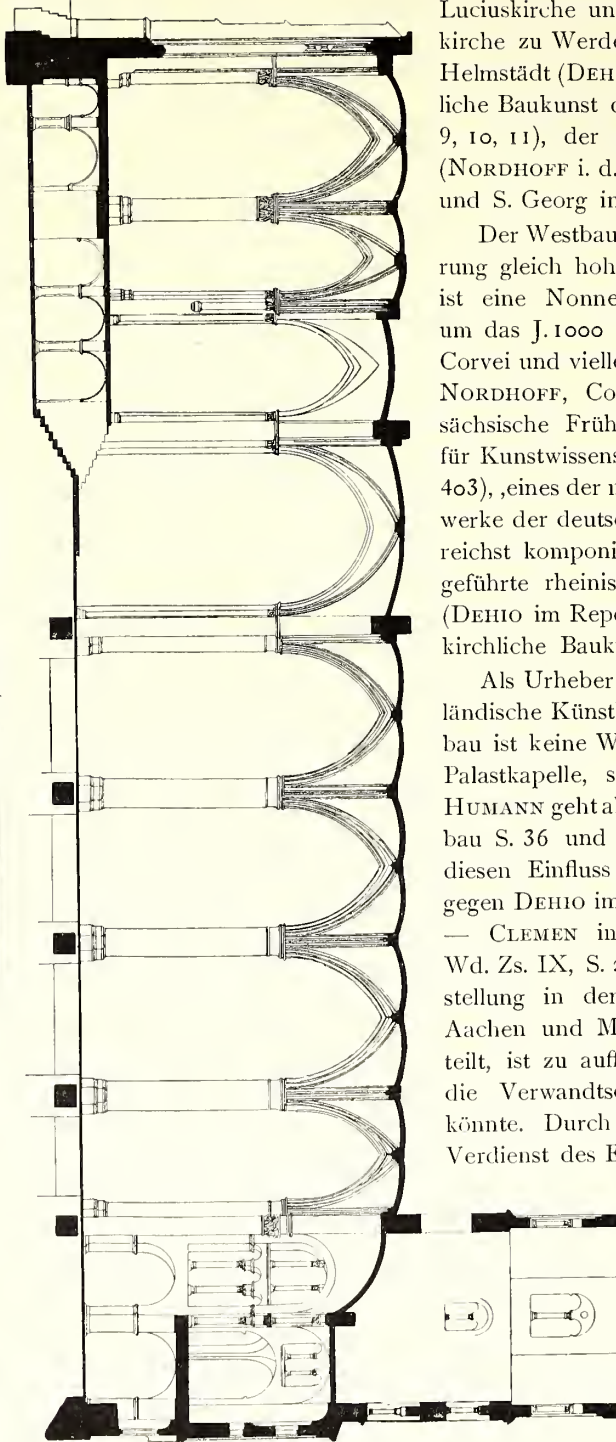 Luciuskirche un
kirche zu Werde
Helmstädt (DEH
liche Baukunst d
9, 10, 11), der
(NORDHOFF i. d.
und S. Georg in
Der Westbau
rung gleich hoh
ist eine Nonne
um das J. 1000
Corvei und vielle
NORDHOFF, Co
sächsische Früh
für Kunstwissens
403), ‚eines der
werke der deutsc
reichst komponi
geführte rheinis
(DEHIO im Repe
kirchliche Bauk
Als Urheber
ländische Künst
bau ist keine W
Palastkapelle, s
HUMANN geht a
bau S. 36 und
diesen Einfluss
gegen DEHIO im
— CLEMEN in
Wd. Zs. IX, S.
stellung in der
Aachen und M
teilt, ist zu auf
die Verwandtsc
könnte. Durch
Verdienst des E